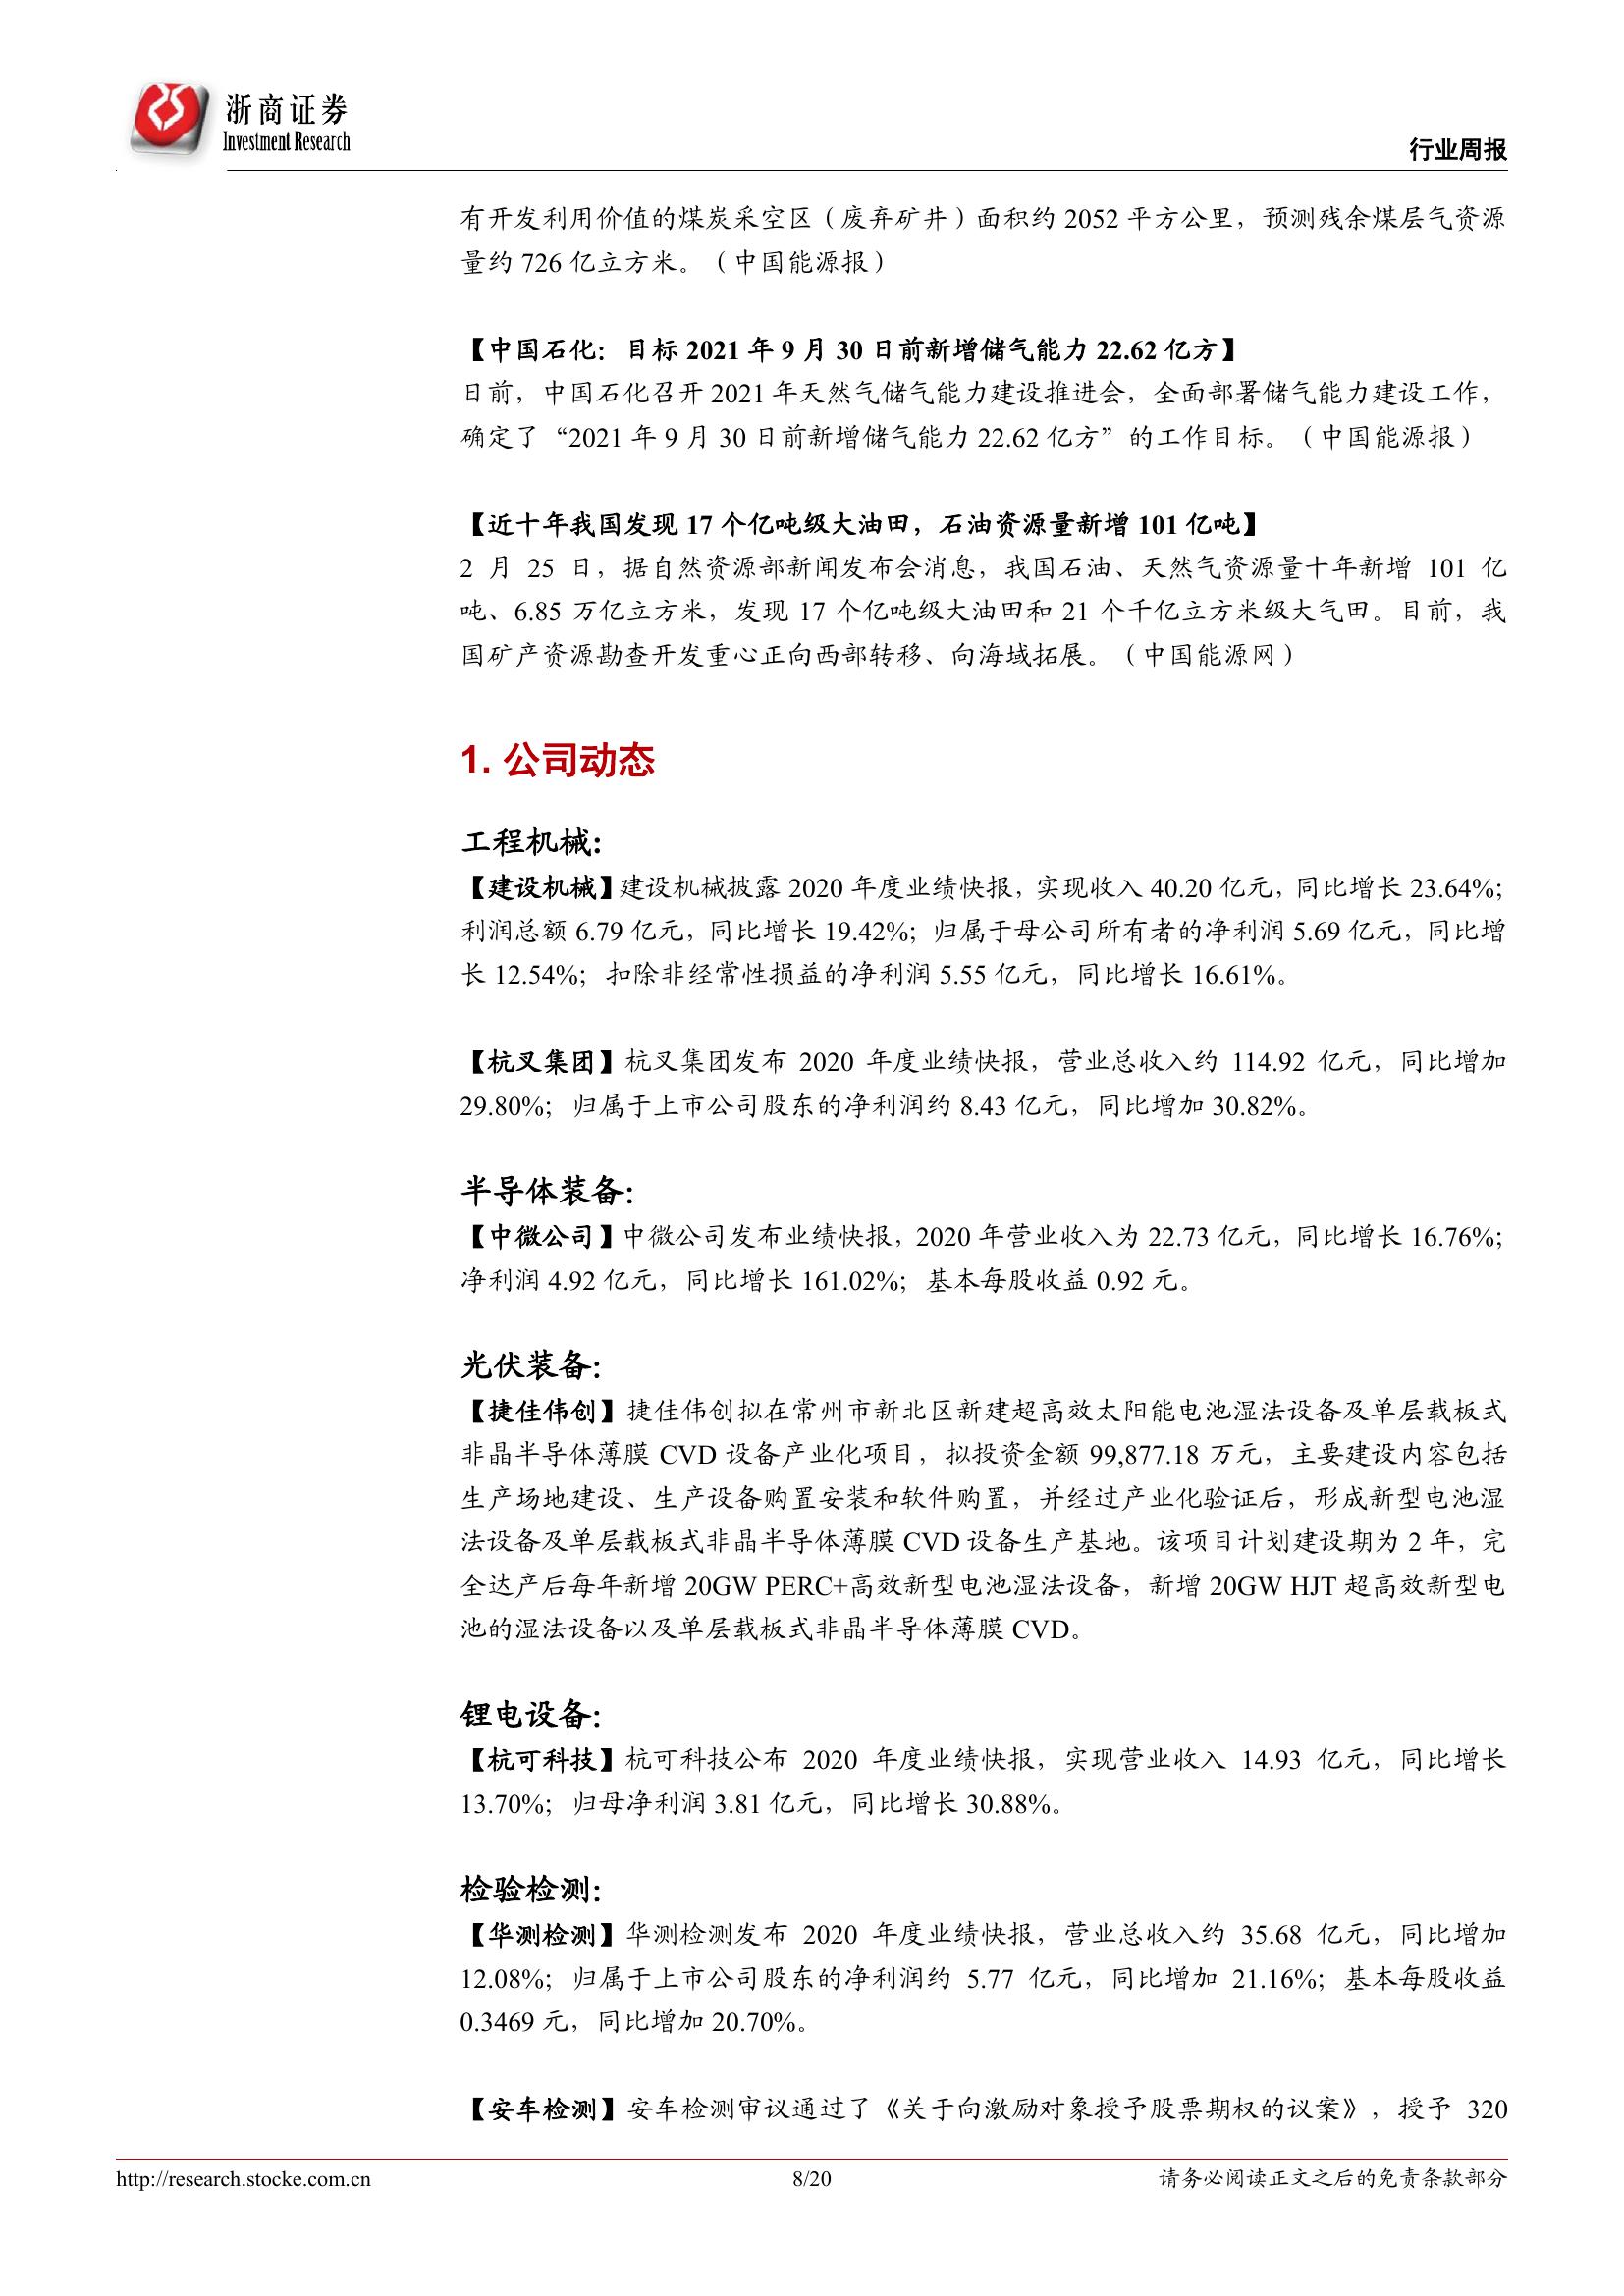 浙商证券
Investment Research
行业周报
有开发利用价值的煤炭采空区（废弃矿井）面积约 2052 平方公里，预测残余煤层气资源
量约 726 亿立方米。（中国能源报）
【中国石化：目标 2021 年 9 月 30 日前新增储气能力 22.62 亿方】
日前，中国石化召开 2021 年天然气储气能力建设推进会，全面部署储气能力建设工作，
确定了“2021 年 9 月 30 日前新增储气能力 22.62 亿方”的工作目标。（中国能源报）
【近十年我国发现 17 个亿吨级大油田，石油资源量新增 101 亿吨】
2 月 25 日，据自然资源部新闻发布会消息，我国石油、天然气资源量十年新增 101 亿
吨、6.85 万亿立方米，发现 17 个亿吨级大油田和 21 个千亿立方米级大气田。目前，我
国矿产资源勘查开发重心正向西部转移、向海域拓展。（中国能源网）
1. 公司动态
工程机械：
【建设机械】建设机械披露 2020 年度业绩快报，实现收入 40.20 亿元，同比增长 23.64%；
利润总额 6.79 亿元，同比增长 19.42%；归属于母公司所有者的净利润 5.69 亿元，同比增
长 12.54%；扣除非经常性损益的净利润 5.55 亿元，同比增长 16.61%。
【杭叉集团】杭叉集团发布 2020 年度业绩快报，营业总收入约 114.92 亿元，同比增加
29.80%；归属于上市公司股东的净利润约 8.43 亿元，同比增加 30.82%。
半导体装备：
【中微公司】中微公司发布业绩快报，2020 年营业收入为 22.73 亿元，同比增长 16.76%；
净利润 4.92 亿元，同比增长 161.02%；基本每股收益 0.92 元。
光伏装备：
【捷佳伟创】捷佳伟创拟在常州市新北区新建超高效太阳能电池湿法设备及单层载板式
非晶半导体薄膜 CVD 设备产业化项目，拟投资金额 99,877.18 万元，主要建设内容包括
生产场地建设、生产设备购置安装和软件购置，并经过产业化验证后，形成新型电池湿
法设备及单层载板式非晶半导体薄膜 CVD 设备生产基地。该项目计划建设期为 2 年，完
全达产后每年新增 20GW PERC+高效新型电池湿法设备，新增 20GW HJT 超高效新型电
池的湿法设备以及单层载板式非晶半导体薄膜 CVD。
锂电设备：
【杭可科技】杭可科技公布 2020 年度业绩快报，实现营业收入 14.93 亿元，同比增长
13.70%；归母净利润 3.81 亿元，同比增长 30.88%。
检验检测：
【华测检测】华测检测发布 2020 年度业绩快报，营业总收入约 35.68 亿元，同比增加
12.08%；归属于上市公司股东的净利润约 5.77 亿元，同比增加 21.16%；基本每股收益
0.3469 元，同比增加 20.70%。
【安车检测】安车检测审议通过了《关于向激励对象授予股票期权的议案》，授予 320
http://research.stocke.com.cn
8/20
请务必阅读正文之后的免责条款部分